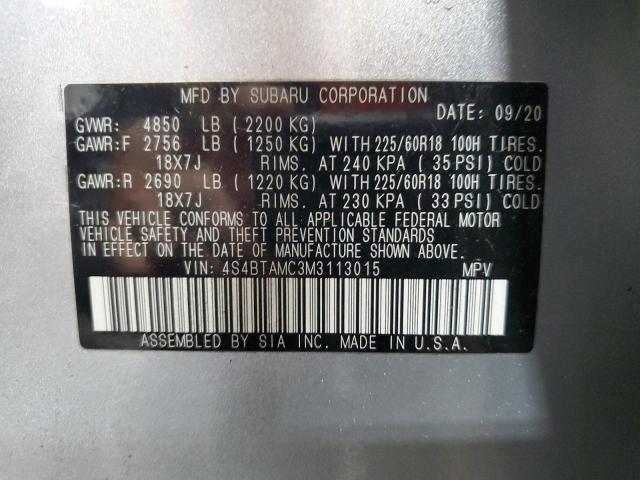 MFD BY SUBARU CORPORATION
DATE: 09/20
GVWR: 4850 LB (2200 KG)
GAWR:F 2756 LB (1250 KG) WITH 225/60R18 100H TIRES.
18X7J RIMS. AT 240 KPA (35 PSI) COLD
GAWR:R 2690 LB (1220 KG) WITH 225/60R18 100H TIRES.
18X7J RIMS. AT 230 KPA (33 PSI) COLD
THIS VEHICLE CONFORMS TO ALL APPLICABLE FEDERAL MOTOR
VEHICLE SAFETY AND THEFT PREVENTION STANDARDS
IN EFFECT ON THE DATE OF MANUFACTURE SHOWN ABOVE.
VIN: 4S4BTAMC3M3113015 MPV
ASSEMBLED BY SIA INC. MADE IN U.S.A.